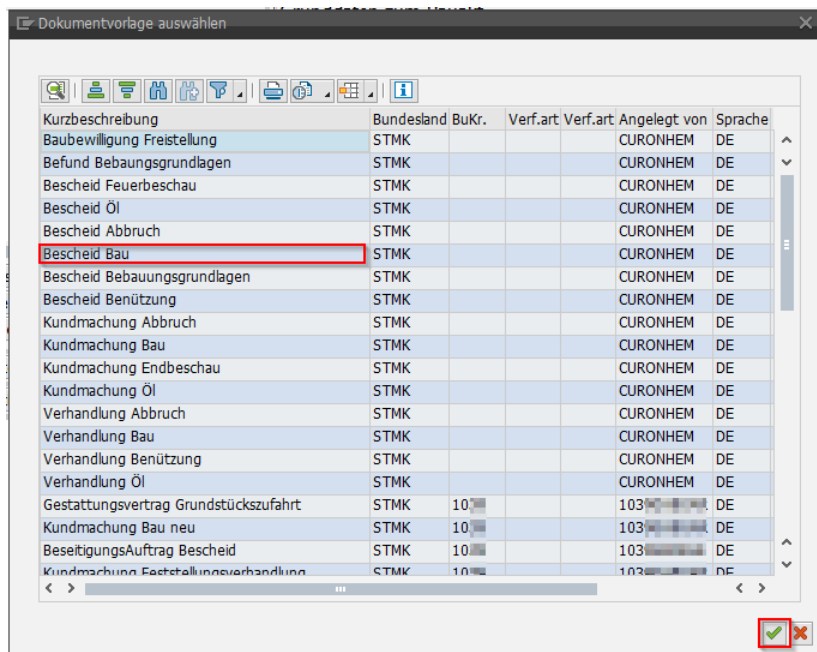 Dokumentvorlage auswählen
Kurzbeschreibung Bundesland BuKr. Verf.art Verf.art Angelegt von Sprache
Baubewilligung Freistellung STMK CURONHEM DE
Befund Bebaungsgrundlagen STMK CURONHEM DE
Bescheid Feuerbeschau STMK CURONHEM DE
Bescheid Öl STMK CURONHEM DE
Bescheid Abbruch STMK CURONHEM DE
Bescheid Bau STMK CURONHEM DE
Bescheid Bebauungsgrundlagen STMK CURONHEM DE
Bescheid Benützung STMK CURONHEM DE
Kundmachung Abbruch STMK CURONHEM DE
Kundmachung Bau STMK CURONHEM DE
Kundmachung Endbeschau STMK CURONHEM DE
Kundmachung Öl STMK CURONHEM DE
Verhandlung Abbruch STMK CURONHEM DE
Verhandlung Bau STMK CURONHEM DE
Verhandlung Benützung STMK CURONHEM DE
Verhandlung Öl STMK CURONHEM DE
Gestattungsvertrag Grundstückszufahrt STMK DE
Kundmachung Bau neu STMK DE
BeseitigungsAuftrag Bescheid STMK DE
Kundmachung Feststellungsverhandlung STMK DE